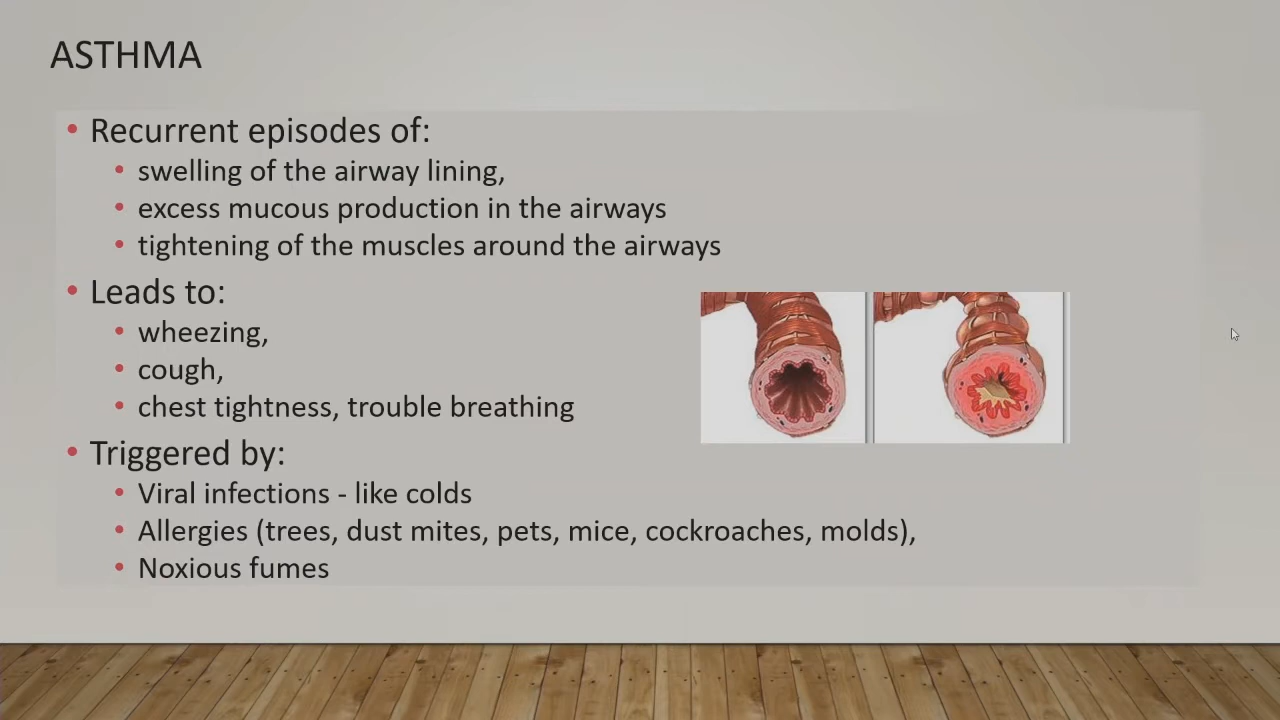 ASTHMA
• Recurrent episodes of:
• swelling of the airway lining,
• excess mucous production in the airways
• tightening of the muscles around the airways
• Leads to:
• wheezing,
• cough,
• chest tightness, trouble breathing
• Triggered by:
• Viral infections - like colds
• Allergies (trees, dust mites, pets, mice, cockroaches, molds),
• Noxious fumes